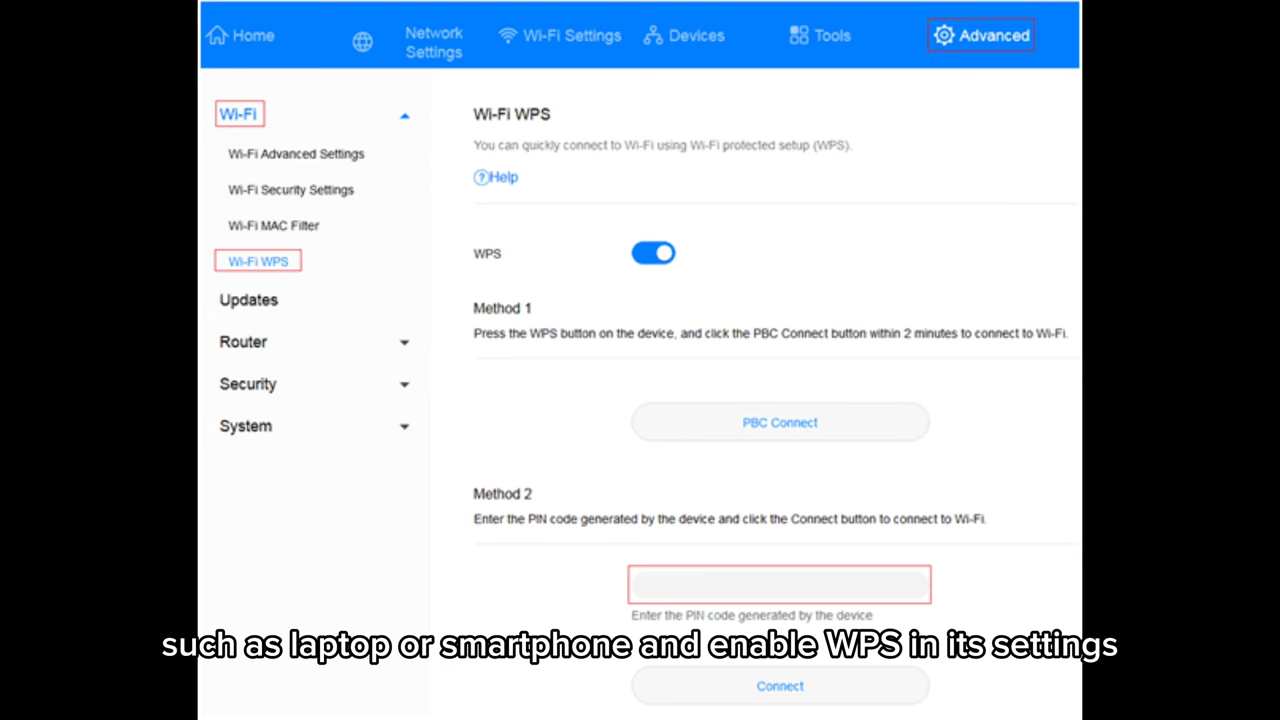 Home
Network
Settings
Wi-Fi Settings
Devices
Tools
Advanced
Wi-Fi
Wi-Fi Advanced Settings
Wi-Fi Security Settings
Wi-Fi MAC Filter
Wi-Fi WPS
Updates
Router
Security
System
Wi-Fi WPS
You can quickly connect to Wi-Fi using Wi-Fi protected setup (WPS).
?Help
WPS
Method 1
Press the WPS button on the device, and click the PBC Connect button within 2 minutes to connect to Wi-Fi.
PBC Connect
Method 2
Enter the PIN code generated by the device and click the Connect button to connect to Wi-Fi.
Enter the PIN code generated by the device
such as laptop or smartphone and enable WPS in its settings
Connect